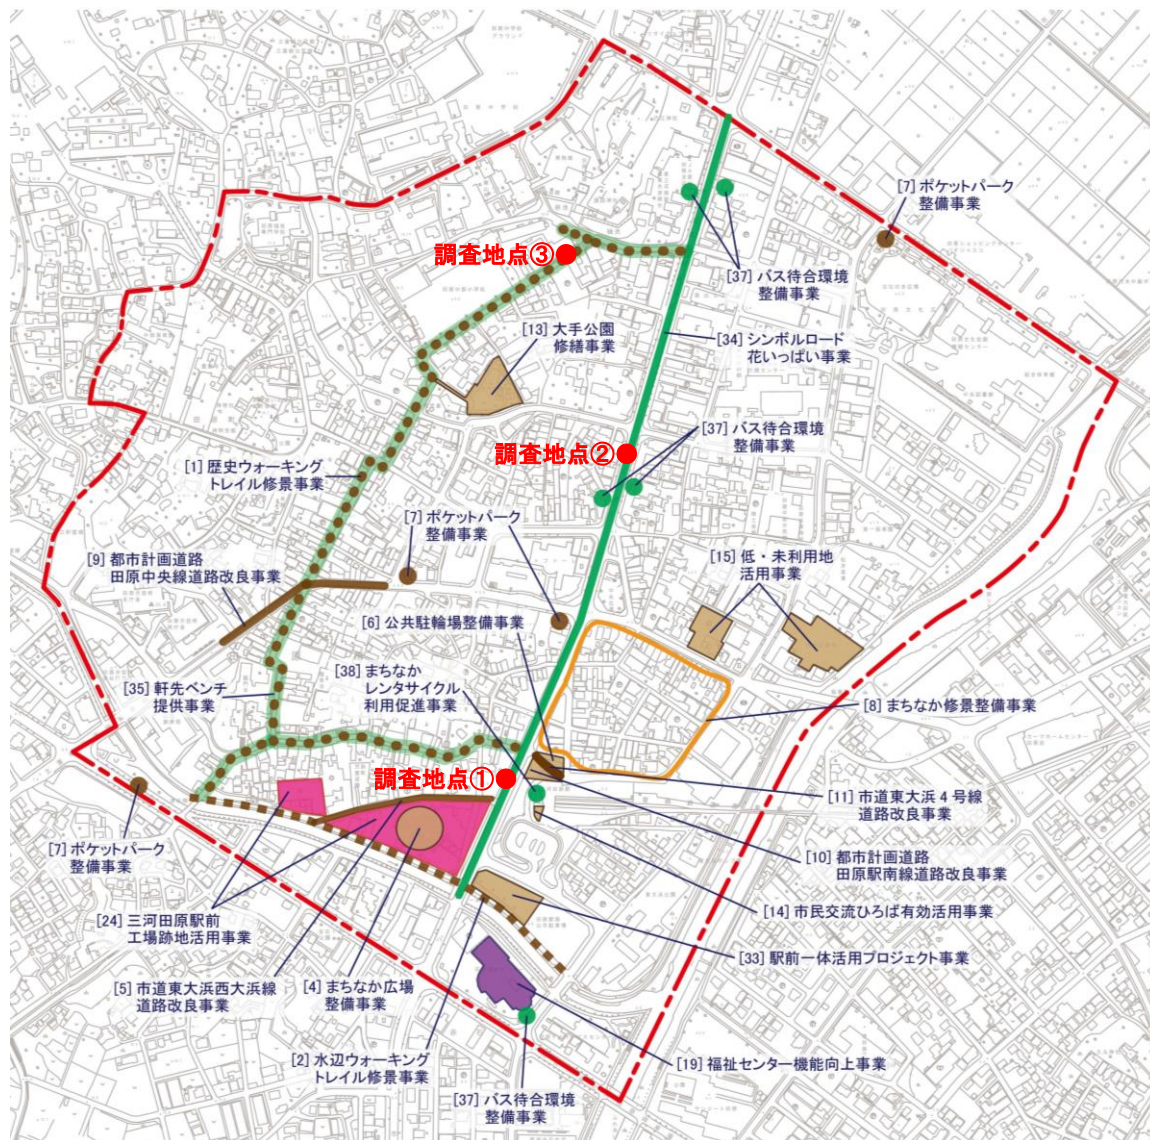 [7] ポケットパーク
整備事業
調査地点③
[37] バス待合環境
整備事業
[13] 大手公園
修繕事業
[34] シンボルロード
花いっぱい事業
[37] バス待合環境
整備事業
調査地点②
[1] 歴史ウォーキング
トレイル修景事業
[7] ポケットパーク
整備事業
[9] 都市計画道路
田原中央線道路改良事業
[15] 低・未利用地
活用事業
[6] 公共駐輪場整備事業
[38] まちなか
レンタサイクル
利用促進事業
[35] 軒先ベンチ
提供事業
[8] まちなか修景整備事業
調査地点①
[11] 市道東大浜4号線
道路改良事業
[7] ポケットパーク
整備事業
[10] 都市計画道路
田原駅南線道路改良事業
[24] 三河田原駅前
工場跡地活用事業
[14] 市民交流ひろば有効活用事業
[33] 駅前一体活用プロジェクト事業
[5] 市道東大浜西大浜線
道路改良事業
[4] まちなか広場
整備事業
[2] 水辺ウォーキング
トレイル修景事業
[19] 福祉センター機能向上事業
[37] バス待合環境
整備事業